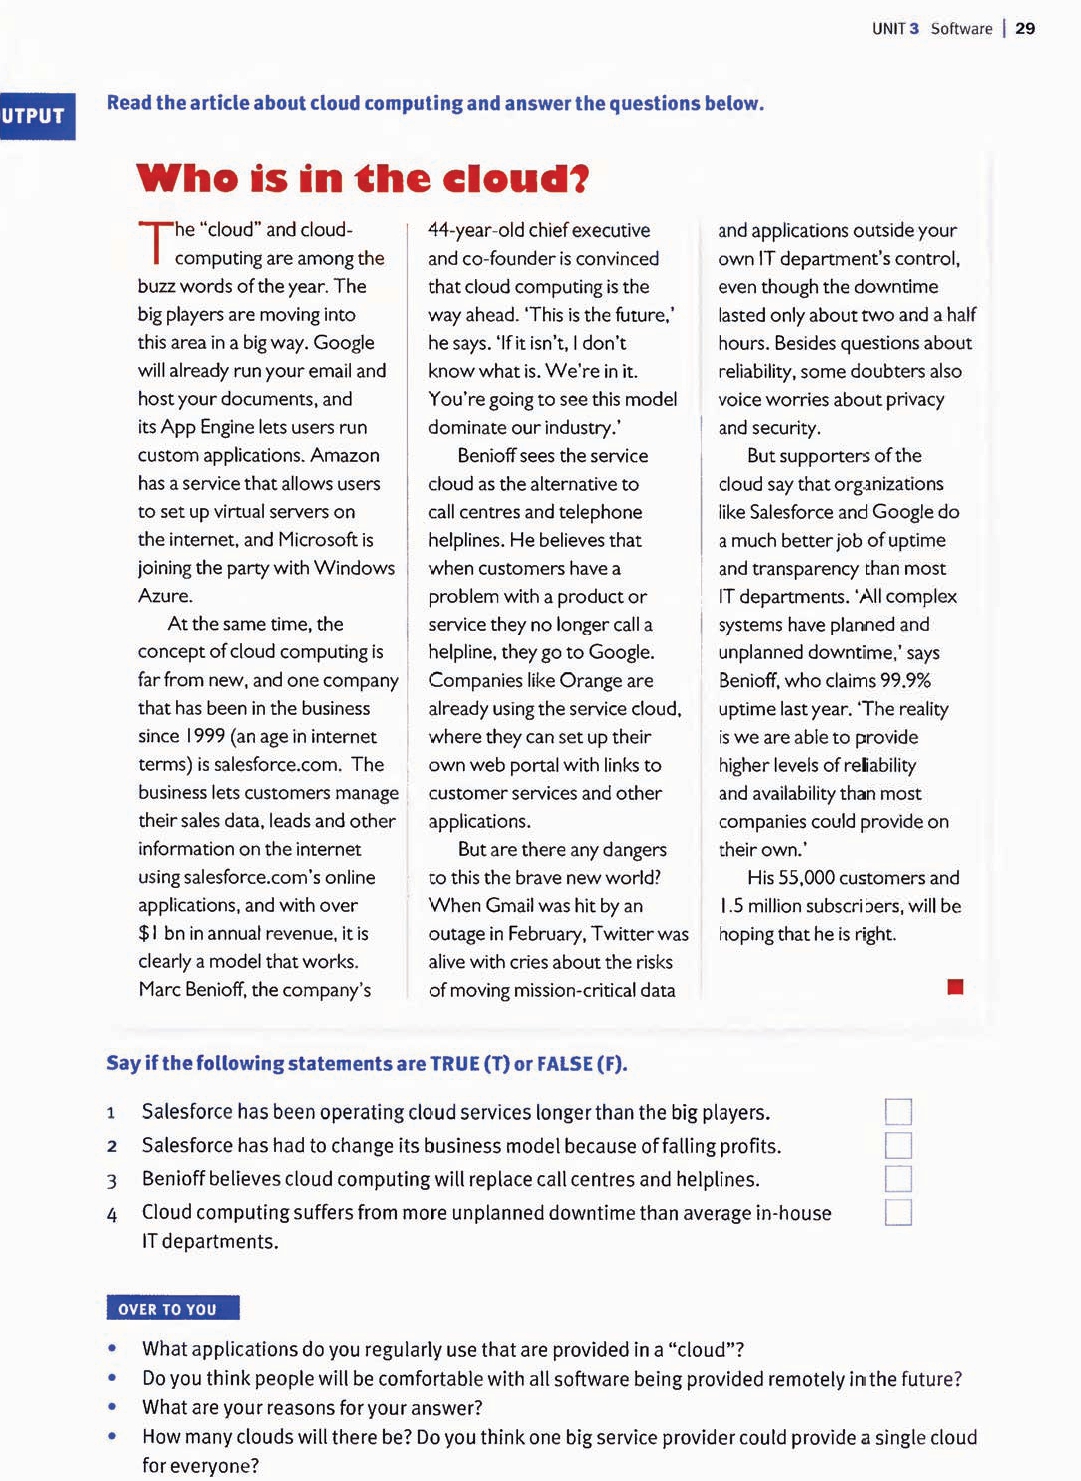 UNIT 3 Software | 29
UTPUT
Read the article about cloud computing and answer the questions below.
Who is in the cloud?
The “cloud” and cloud-
computing are among the
buzz words of the year. The
big players are moving into
this area in a big way. Google
will already run your email and
host your documents, and
its App Engine lets users run
custom applications. Amazon
has a service that allows users
to set up virtual servers on
the internet, and Microsoft is
joining the party with Windows
Azure.
At the same time, the
concept of cloud computing is
far from new, and one company
that has been in the business
since 1999 (an age in internet
terms) is salesforce.com. The
business lets customers manage
their sales data, leads and other
information on the internet
using salesforce.com's online
applications, and with over
$1 bn in annual revenue, it is
clearly a model that works.
Marc Benioff, the company's
44-year-old chief executive
and co-founder is convinced
that cloud computing is the
way ahead. ‘This is the future,’
he says. ‘If it isn't, I don't
know what is. We're in it.
You're going to see this model
dominate our industry.’
Benioff sees the service
cloud as the alternative to
call centres and telephone
helplines. He believes that
when customers have a
problem with a product or
service they no longer call a
helpline, they go to Google.
Companies like Orange are
already using the service cloud,
where they can set up their
own web portal with links to
customer services and other
applications.
But are there any dangers
to this the brave new world?
When Gmail was hit by an
outage in February, Twitter was
alive with cries about the risks
of moving mission-critical data
and applications outside your
own IT department's control,
even though the downtime
lasted only about two and a half
hours. Besides questions about
reliability, some doubters also
voice worries about privacy
and security.
But supporters of the
cloud say that organizations
like Salesforce and Google do
a much better job of uptime
and transparency than most
IT departments. ‘All complex
systems have planned and
unplanned downtime,’ says
Benioff, who claims 99.9%
uptime last year. ‘The reality
is we are able to provide
higher levels of reliability
and availability than most
companies could provide on
their own.’
His 55,000 customers and
1.5 million subscribers, will be
hoping that he is right.
Say if the following statements are TRUE (T) or FALSE (F).
1 Salesforce has been operating cloud services longer than the big players.
2 Salesforce has had to change its business model because of falling profits.
3 Benioff believes cloud computing will replace call centres and helplines.
4 Cloud computing suffers from more unplanned downtime than average in-house
IT departments.
OVER TO YOU
• What applications do you regularly use that are provided in a “cloud”?
• Do you think people will be comfortable with all software being provided remotely in the future?
• What are your reasons for your answer?
• How many clouds will there be? Do you think one big service provider could provide a single cloud
for everyone?